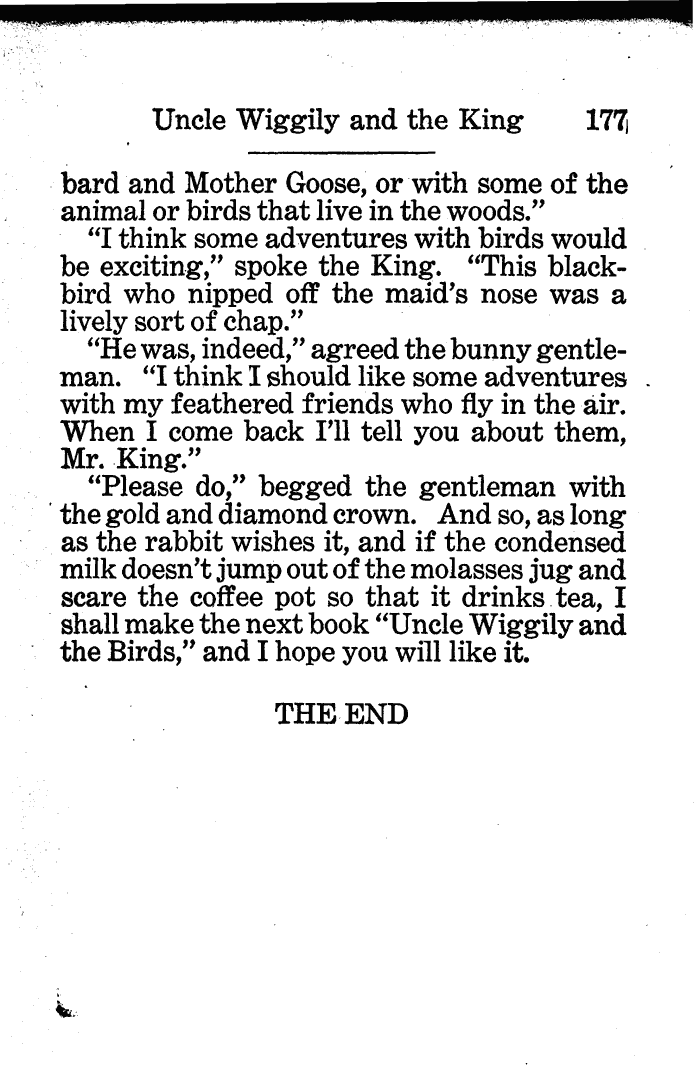 Uncle Wiggily and the King 177
bard and Mother Goose, or with some of the
animal or birds that live in the woods.”
“I think some adventures with birds would
be exciting,” spoke the King. “This black-
bird who nipped off the maid’s nose was a
lively sort of chap.”
“He was, indeed,” agreed the bunny gentle-
man. “I think I should like some adventures
with my feathered friends who fly in the air.
When I come back I’ll tell you about them,
Mr. King.”
“Please do,” begged the gentleman with
the gold and diamond crown. And so, as long
as the rabbit wishes it, and if the condensed
milk doesn’t jump out of the molasses jug and
scare the coffee pot so that it drinks tea, I
shall make the next book “Uncle Wiggily and
the Birds,” and I hope you will like it.
THE END